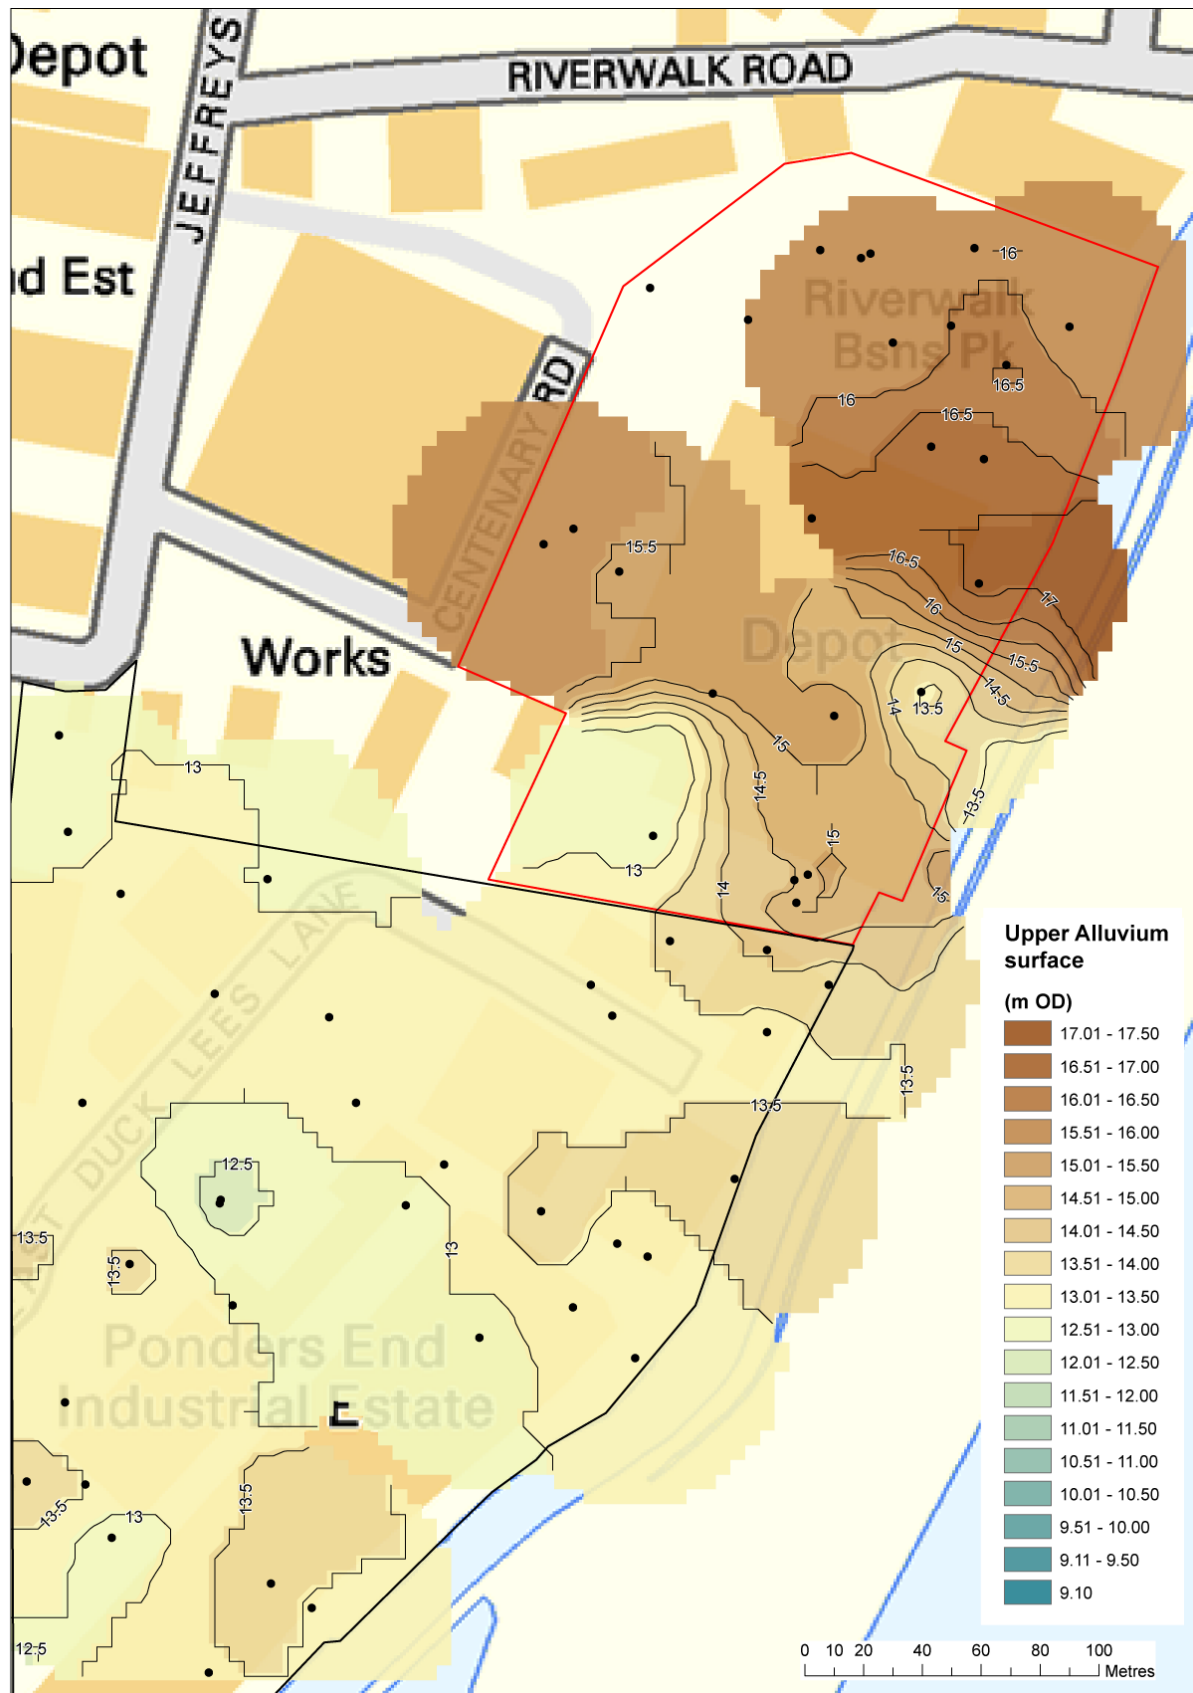 Depot
JEFFREYS
RIVERWALK ROAD
nd Est
16
Riverwalk
Bsns Pk
16.5
16
16.5
CENTENARY RD
15.5
16.5
17
16
Works
Depot
15
15.5
14.5
14
13.5
15
13
14.5
13.5
15
13
14
15
EAST DUCK LEES LANE
13.5
13.5
12.5
13
13.5
13.5
Ponders End
Industrial Estate
13.5
13.5
13
12.5
Upper Alluvium
surface
(m OD)
17.01 - 17.50
16.51 - 17.00
16.01 - 16.50
15.51 - 16.00
15.01 - 15.50
14.51 - 15.00
14.01 - 14.50
13.51 - 14.00
13.01 - 13.50
12.51 - 13.00
12.01 - 12.50
11.51 - 12.00
11.01 - 11.50
10.51 - 11.00
10.01 - 10.50
9.51 - 10.00
9.11 - 9.50
9.10
0 10 20 40 60 80 100
Metres